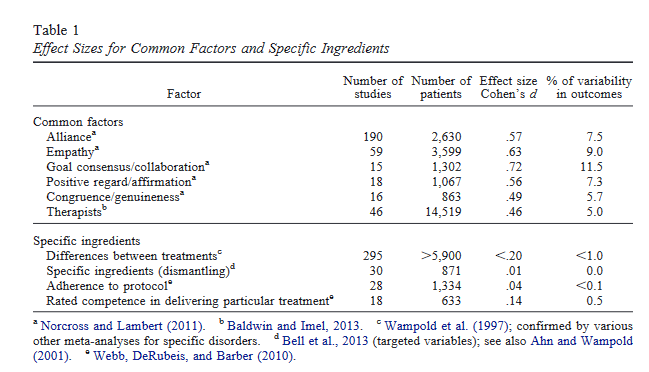 Table 1
Effect Sizes for Common Factors and Specific Ingredients
Factor Number of studies Number of patients Effect size Cohen's d % of variability in outcomes
Common factors
Alliance^a 190 2,630 .57 7.5
Empathy^a 59 3,599 .63 9.0
Goal consensus/collaboration^a 15 1,302 .72 11.5
Positive regard/affirmation^a 18 1,067 .56 7.3
Congruence/genuineness^a 16 863 .49 5.7
Therapists^b 46 14,519 .46 5.0
Specific ingredients
Differences between treatments^c 295 >5,900 <.20 <1.0
Specific ingredients (dismantling)^d 30 871 .01 0.0
Adherence to protocol^e 28 1,334 .04 <0.1
Rated competence in delivering particular treatment^e 18 633 .14 0.5
^a Norcross and Lambert (2011). ^b Baldwin and Imel, 2013. ^c Wampold et al. (1997); confirmed by various
other meta-analyses for specific disorders. ^d Bell et al., 2013 (targeted variables); see also Ahn and Wampold
(2001). ^e Webb, DeRubeis, and Barber (2010).